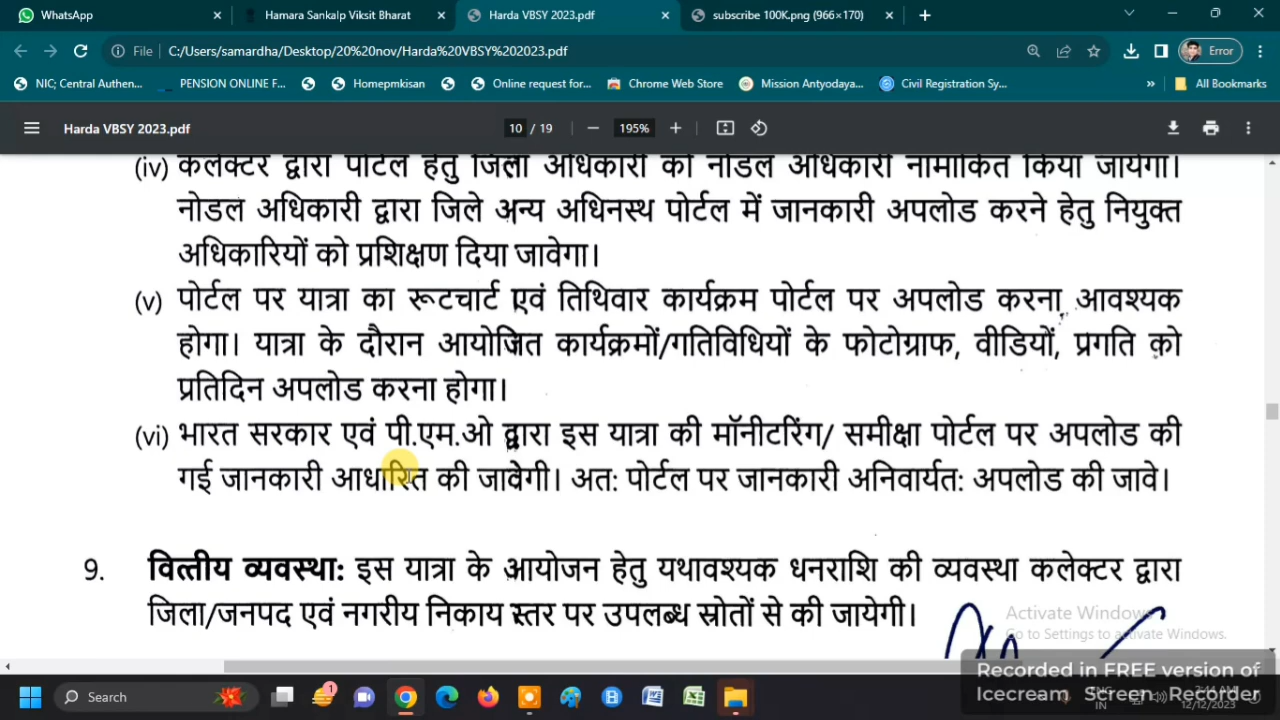 WhatsApp
Hamara Sankalp Viksit Bharat
Harda VBSY 2023.pdf
subscribe 100K.png (966×170)
File
C:/Users/samardha/Desktop/20%20nov/Harda%20VBSY%202023.pdf
Error
NIC; Central Authen...
PENSION ONLINE F...
Homepmkisan
Online request for...
Chrome Web Store
Mission Antyodaya...
Civil Registration Sy...
»
All Bookmarks
Harda VBSY 2023.pdf
10 / 19
195%
(iv) कलेक्टर द्वारा पोर्टल हेतु जिला अधिकारी को नोडल अधिकारी नामांकित किया जायेगा।
नोडल अधिकारी द्वारा जिले अन्य अधिनस्थ पोर्टल में जानकारी अपलोड करने हेतु नियुक्त
अधिकारियों को प्रशिक्षण दिया जावेगा।
(v) पोर्टल पर यात्रा का रूटचार्ट एवं तिथिवार कार्यक्रम पोर्टल पर अपलोड करना आवश्यक
होगा। यात्रा के दौरान आयोजित कार्यक्रमों/गतिविधियों के फोटोग्राफ, वीडियों, प्रगति को
प्रतिदिन अपलोड करना होगा।
(vi) भारत सरकार एवं पी.एम.ओ द्वारा इस यात्रा की मॉनीटरिंग/ समीक्षा पोर्टल पर अपलोड की
गई जानकारी आधारित की जावेगी। अत: पोर्टल पर जानकारी अनिवार्यत: अपलोड की जावे।
9. वित्तीय व्यवस्था: इस यात्रा के आयोजन हेतु यथावश्यक धनराशि की व्यवस्था कलेक्टर द्वारा
जिला/जनपद एवं नगरीय निकाय स्तर पर उपलब्ध स्रोतों से की जायेगी।
Activate Windows
Go to Settings to activate Windows.
Recorded in FREE version of
Icecream Screen Recorder
Search
1
ENG
IN
12/12/2023